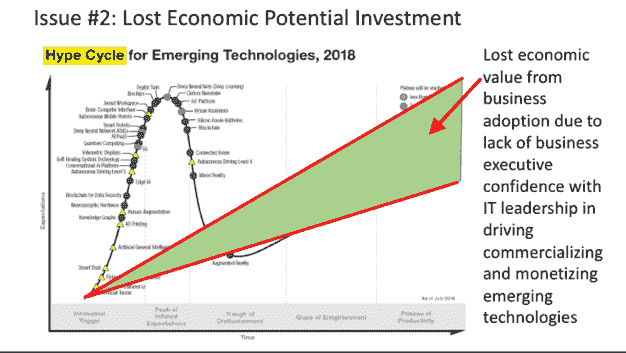 Issue #2: Lost Economic Potential Investment
Hype Cycle for Emerging Technologies, 2018
Lost economic
value from
business
adoption due to
lack of business
executive
confidence with
IT leadership in
driving
commercializing
and monetizing
emerging
technologies
Digital Twin
Deep Neural Nets (Deep Learning)
Carbon Nanotube
IoT Platform
Virtual Assistants
Silicon Anode Batteries
Blockchain
Connected Home
Autonomous Driving Level 4
Mixed Reality
Smart Workspace
Brain-Computer Interface
Autonomous Mobile Robots
Smart Robots
Deep Neural Network ASICs
AI PaaS
Quantum Computing
5G
Volumetric Displays
Self-Healing System Technology
Conversational AI Platform
Autonomous Driving Level 5
Edge AI
Blockchain for Data Security
Neuromorphic Hardware
Knowledge Graphs
Human Augmentation
4D Printing
Artificial General
Smart Dust
Augmented Reality
Expectations
As of July 2018
Innovation
Trigger
Peak of
Inflated
Expectations
Trough of
Disillusionment
Slope of Enlightenment
Plateau of
Productivity
Time